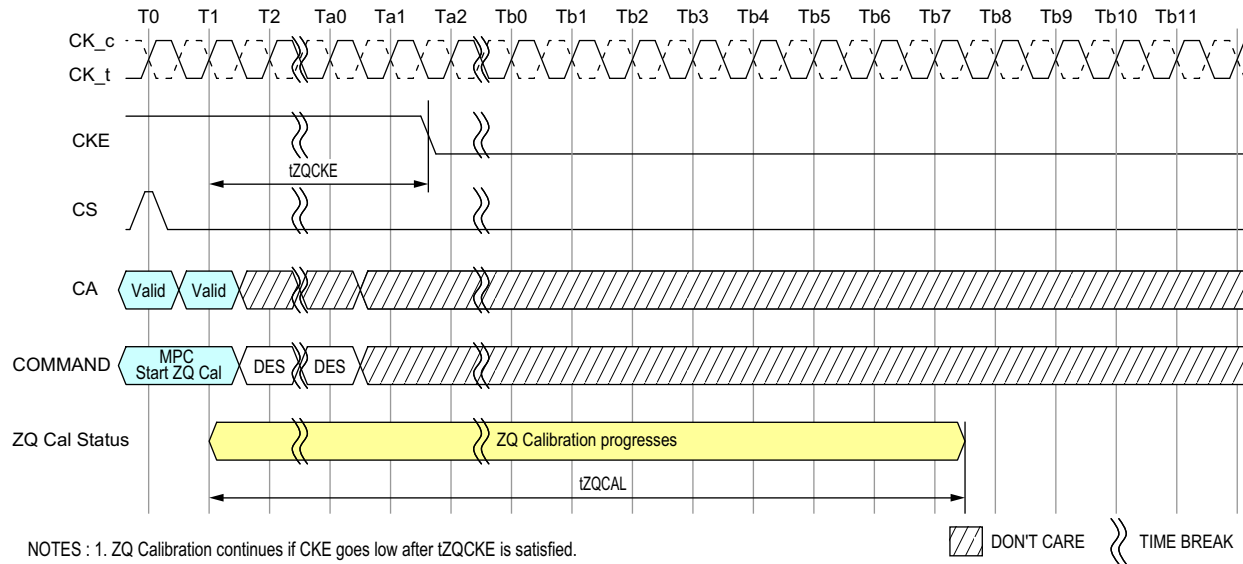 T0 T1 T2 Ta0 Ta1 Ta2 Tb0 Tb1 Tb2 Tb3 Tb4 Tb5 Tb6 Tb7 Tb8 Tb9 Tb10 Tb11
CK_c
CK_t
CKE
tZQCKE
CS
CA Valid Valid
COMMAND MPC
Start ZQ Cal DES DES
ZQ Cal Status ZQ Calibration progresses
tZQCAL
NOTES : 1. ZQ Calibration continues if CKE goes low after tZQCKE is satisfied.
DON'T CARE TIME BREAK